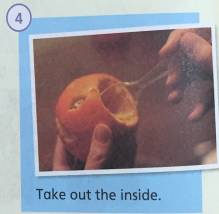 4
Take out the inside.